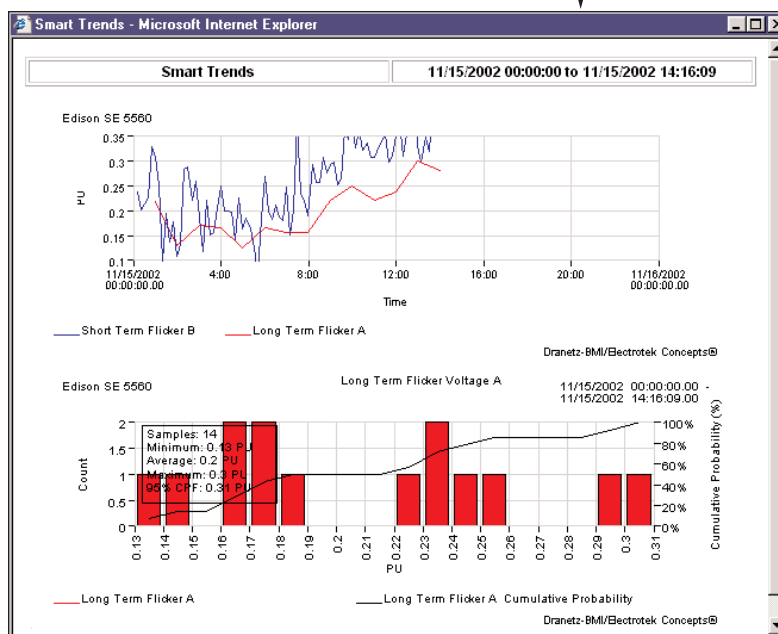 Smart Trends - Microsoft Internet Explorer
Smart Trends 11/15/2002 00:00:00 to 11/15/2002 14:16:09
Edison SE 5560
0.35
0.3
0.25
0.2
0.15
0.1
PU
11/15/2002 00:00:00.00 4:00 8:00 12:00 16:00 20:00 11/16/2002 00:00:00.00
Time
Short Term Flicker B Long Term Flicker A
Dranetz-BMI/Electrotek Concepts®
Edison SE 5560 Long Term Flicker Voltage A 11/15/2002 00:00:00.00 -
11/15/2002 14:16:09.00
Samples: 14
Minimum: 0.13 PU
Average: 0.2 PU
Maximum: 0.3 PU
95% CPF: 0.31 PU
2
1.5
1
0.5
0
Count
100%
80%
60%
40%
20%
0%
Cumulative Probability (%)
0.13 0.14 0.15 0.16 0.17 0.18 0.19 0.2 0.21 0.22 0.23 0.24 0.25 0.26 0.27 0.28 0.29 0.3 0.31
PU
Long Term Flicker A Long Term Flicker A Cumulative Probability
Dranetz-BMI/Electrotek Concepts®